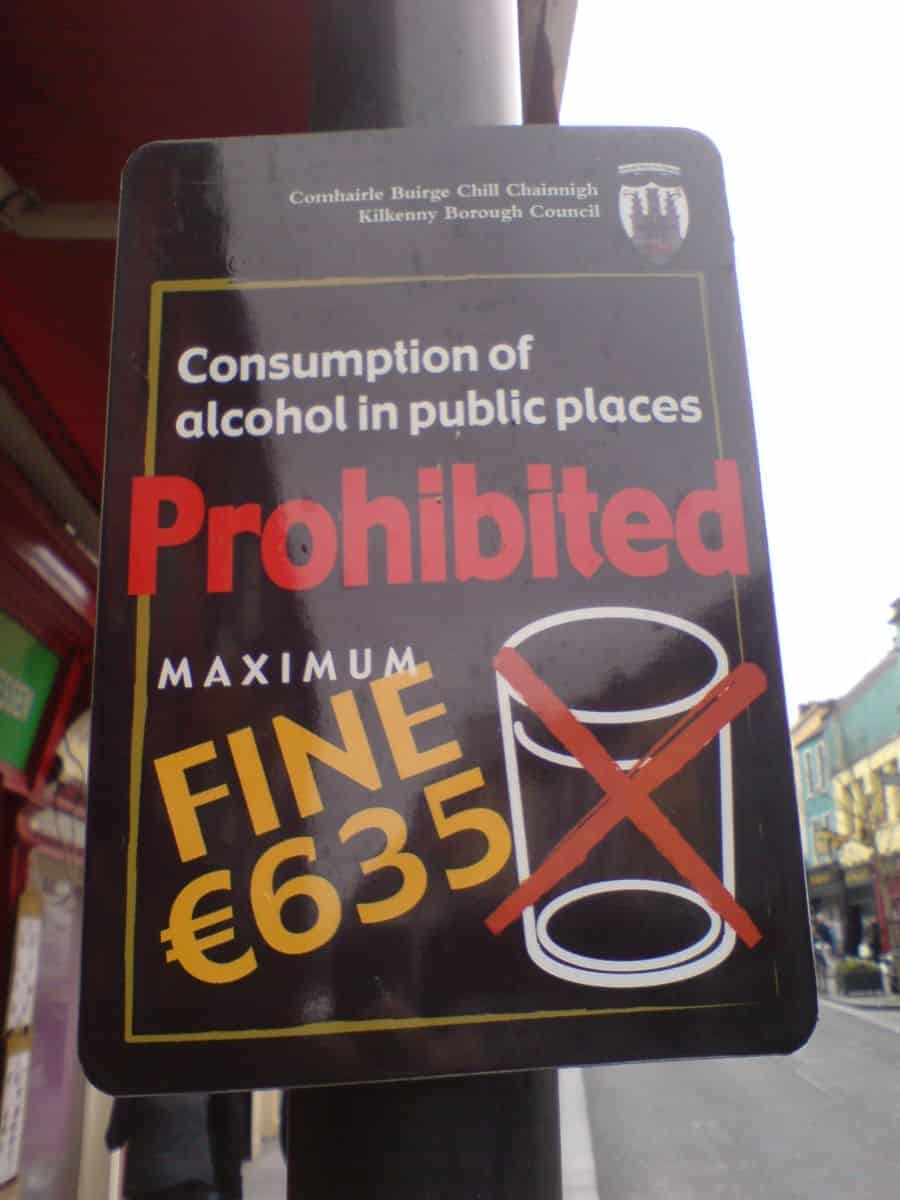 Comhairle Buirge Chill Chainnigh
Kilkenny Borough Council
Consumption of
alcohol in public places
Prohibited
MAXIMUM
FINE
€635